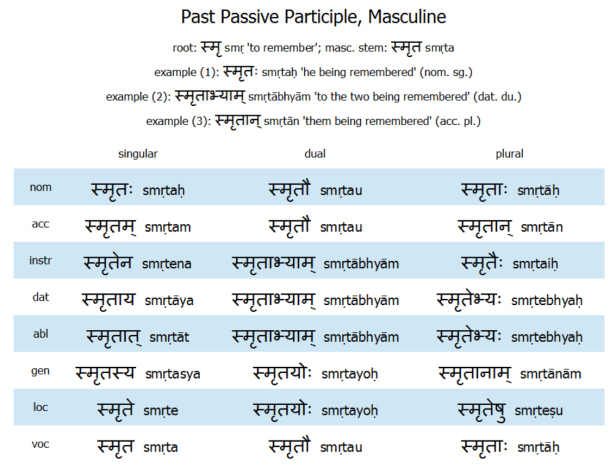 Past Passive Participle, Masculine
root: स्मृ smṛ 'to remember'; masc. stem: स्मृत smṛta
example (1): स्मृतः smṛtaḥ 'he being remembered' (nom. sg.)
example (2): स्मृताभ्याम् smṛtābhyām 'to the two being remembered' (dat. du.)
example (3): स्मृतान् smṛtān 'them being remembered' (acc. pl.)
singular dual plural
nom स्मृतः smṛtaḥ स्मृतौ smṛtau स्मृताः smṛtāḥ
acc स्मृतम् smṛtam स्मृतौ smṛtau स्मृतान् smṛtān
instr स्मृतेन smṛtena स्मृताभ्याम् smṛtābhyām स्मृतैः smṛtaiḥ
dat स्मृताय smṛtāya स्मृताभ्याम् smṛtābhyām स्मृतेभ्यः smṛtebhyaḥ
abl स्मृतात् smṛtāt स्मृताभ्याम् smṛtābhyām स्मृतेभ्यः smṛtebhyaḥ
gen स्मृतस्य smṛtasya स्मृतयोः smṛtayoḥ स्मृतानाम् smṛtānām
loc स्मृते smṛte स्मृतयोः smṛtayoḥ स्मृतेषु smṛteṣu
voc स्मृत smṛta स्मृतौ smṛtau स्मृताः smṛtāḥ